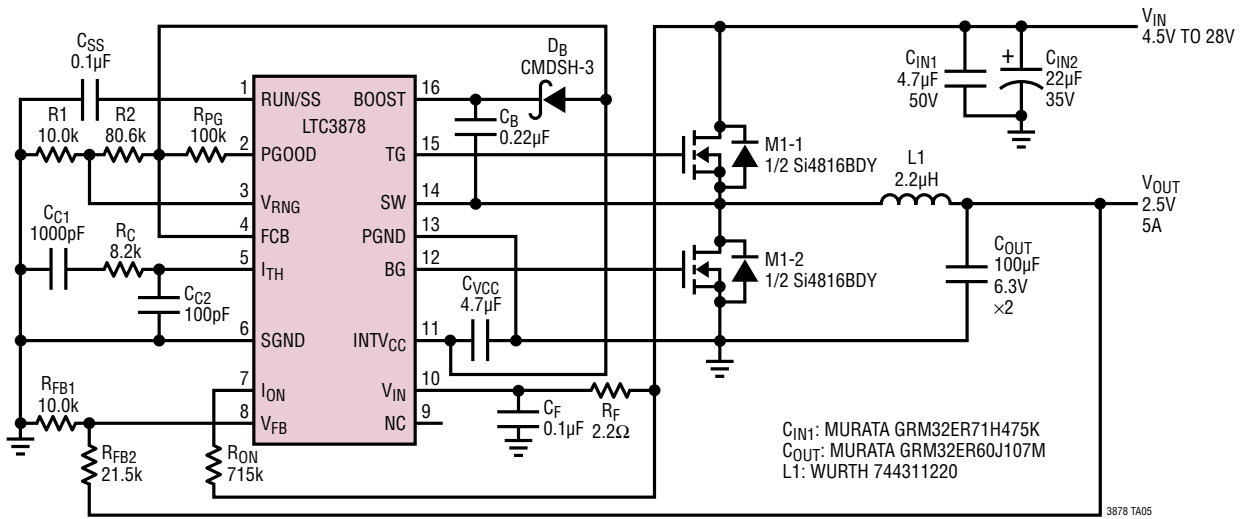 V_IN
4.5V TO 28V
C_SS
0.1µF
D_B
CMDSH-3
C_IN1
4.7µF
50V
+
C_IN2
22µF
35V
R1
10.0k
R2
80.6k
R_PG
100k
C_B
0.22µF
LTC3878
1
RUN/SS
2
PGOOD
3
V_RNG
4
FCB
5
I_TH
6
SGND
7
I_ON
8
V_FB
16
BOOST
15
TG
14
SW
13
PGND
12
BG
11
INTV_CC
10
V_IN
9
NC
M1-1
1/2 Si4816BDY
L1
2.2µH
V_OUT
2.5V
5A
C_C1
1000pF
R_C
8.2k
C_C2
100pF
C_VCC
4.7µF
M1-2
1/2 Si4816BDY
C_OUT
100µF
6.3V
×2
R_FB1
10.0k
R_FB2
21.5k
R_ON
715k
C_F
0.1µF
R_F
2.2Ω
C_IN1: MURATA GRM32ER71H475K
C_OUT: MURATA GRM32ER60J107M
L1: WURTH 744311220
3878 TA05